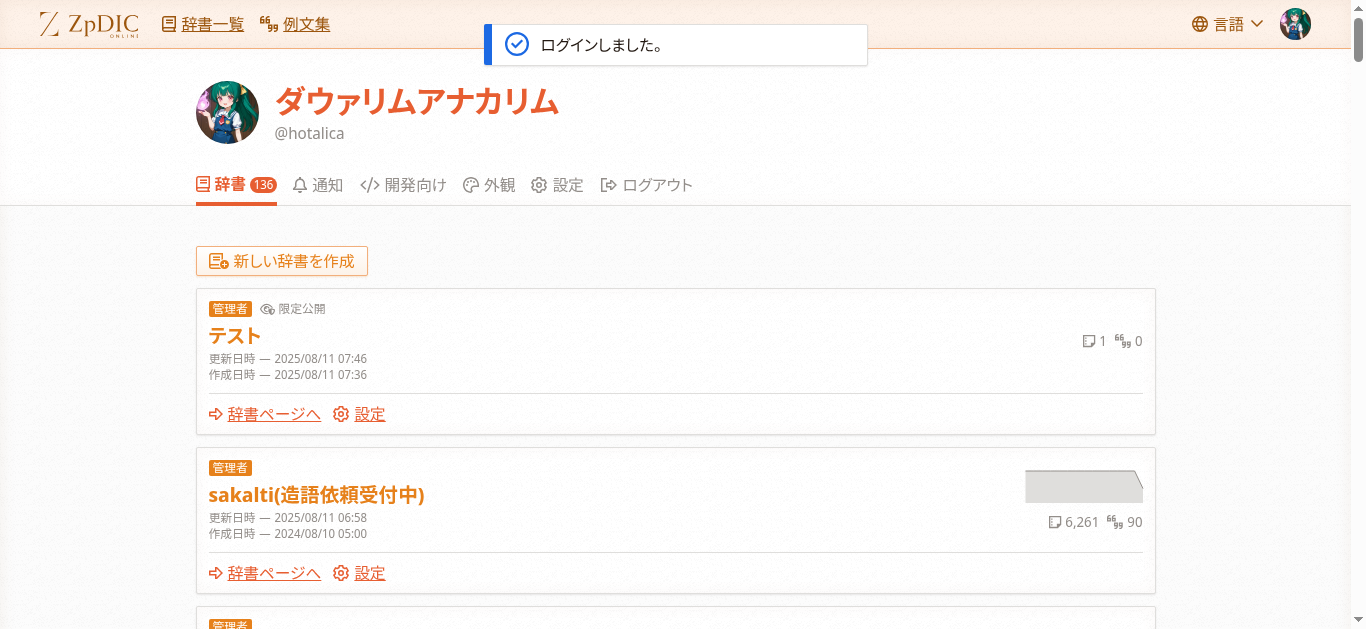 ZpDIC ONLINE 辞書一覧 例文集 言語
ログインしました。
ダウァリムアナカリム
@hotalica
辞書 136 通知 開発向け 外観 設定 ログアウト
新しい辞書を作成
管理者 限定公開
テスト
1 0
更新日時 — 2025/08/11 07:46
作成日時 — 2025/08/11 07:36
辞書ページへ 設定
管理者
sakalti(造語依頼受付中)
更新日時 — 2025/08/11 06:58
6,261 90
作成日時 — 2024/08/10 05:00
辞書ページへ 設定
管理者